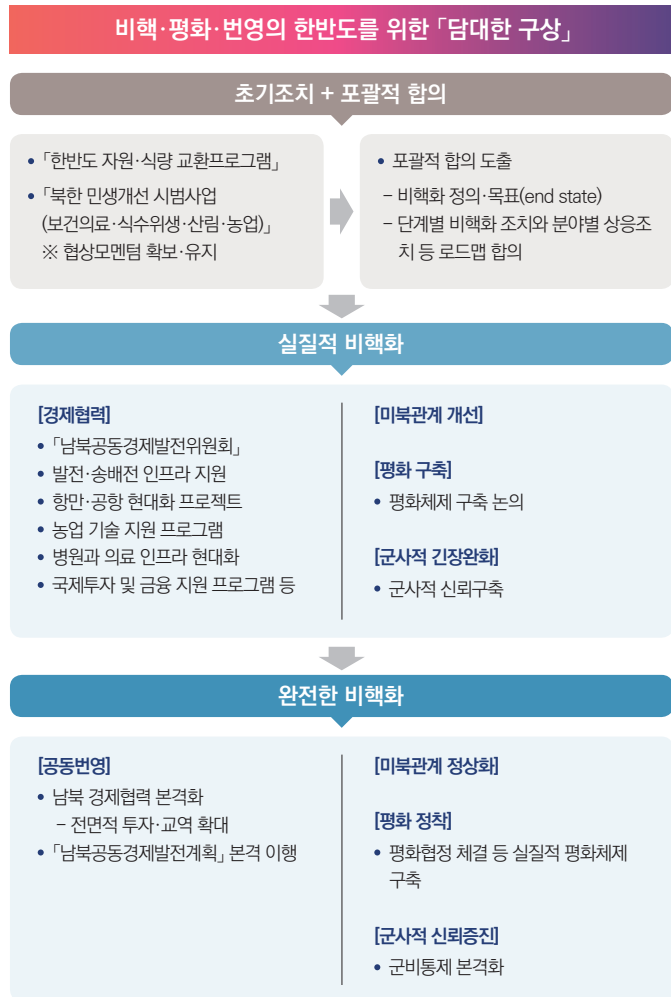 비핵·평화·번영의 한반도를 위한 「담대한 구상」
초기조치 + 포괄적 합의
• 「한반도 자원·식량 교환프로그램」
• 「북한 민생개선 시범사업
(보건의료·식수위생·산림·농업)」
※ 협상모멘텀 확보·유지
• 포괄적 합의 도출
– 비핵화 정의·목표(end state)
– 단계별 비핵화 조치와 분야별 상응조
치 등 로드맵 합의
실질적 비핵화
[경제협력]
• 「남북공동경제발전위원회」
• 발전·송배전 인프라 지원
• 항만·공항 현대화 프로젝트
• 농업 기술 지원 프로그램
• 병원과 의료 인프라 현대화
• 국제투자 및 금융 지원 프로그램 등
[미북관계 개선]
[평화 구축]
• 평화체제 구축 논의
[군사적 긴장완화]
• 군사적 신뢰구축
완전한 비핵화
[공동번영]
• 남북 경제협력 본격화
– 전면적 투자·교역 확대
• 「남북공동경제발전계획」 본격 이행
[미북관계 정상화]
[평화 정착]
• 평화협정 체결 등 실질적 평화체제
구축
[군사적 신뢰증진]
• 군비통제 본격화